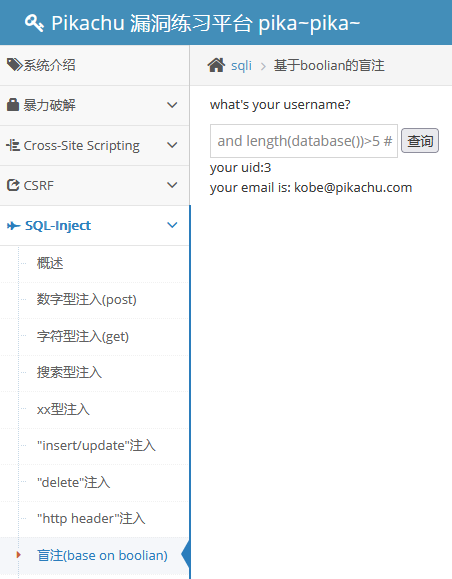 Pikachu 漏洞练习平台 pika~pika~
系统介绍
暴力破解
Cross-Site Scripting
CSRF
SQL-Inject
概述
数字型注入(post)
字符型注入(get)
搜索型注入
xx型注入
"insert/update"注入
"delete"注入
"http header"注入
盲注(base on boolian)
sqli > 基于boolian的盲注
what's your username?
and length(database())>5 # 查询
your uid:3
your email is: kobe@pikachu.com